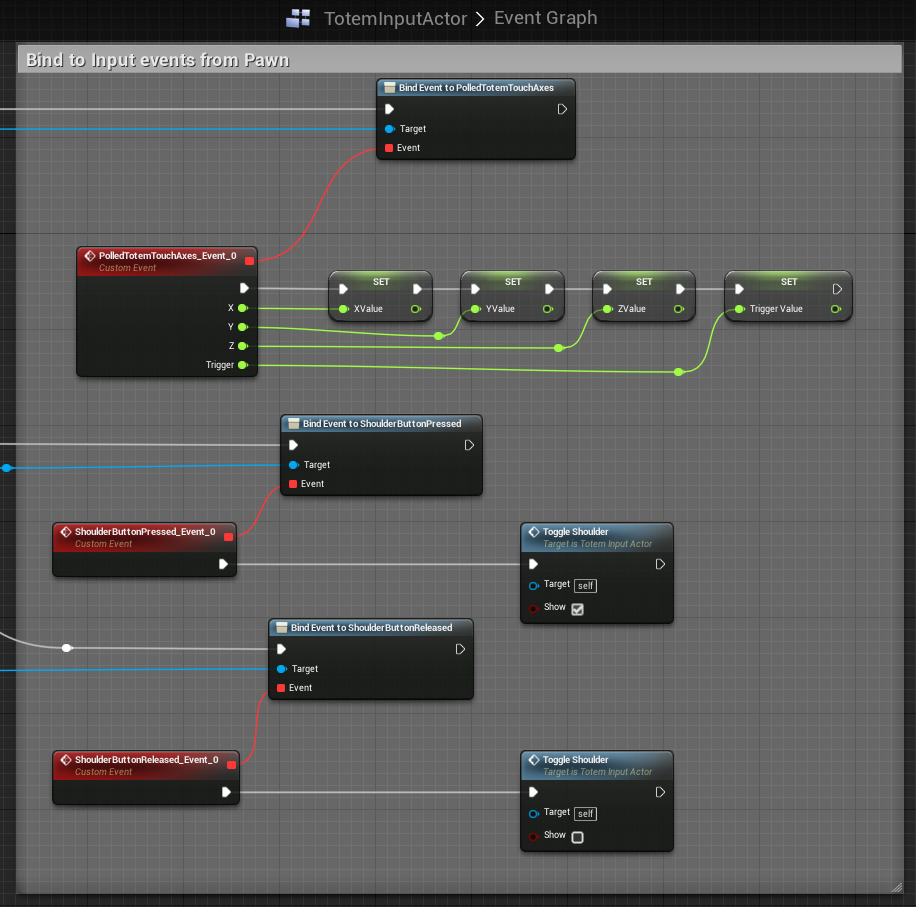 TotemInputActor > Event Graph
Bind to Input events from Pawn
Bind Event to PolledTotemTouchAxes
Target
Event
PolledTotemTouchAxes_Event_0
Custom Event
X
Y
Z
Trigger
SET
XValue
SET
YValue
SET
ZValue
SET
Trigger Value
Bind Event to ShoulderButtonPressed
Target
Event
ShoulderButtonPressed_Event_0
Custom Event
Toggle Shoulder
Target is Totem Input Actor
Target self
Show
Bind Event to ShoulderButtonReleased
Target
Event
ShoulderButtonReleased_Event_0
Custom Event
Toggle Shoulder
Target is Totem Input Actor
Target self
Show